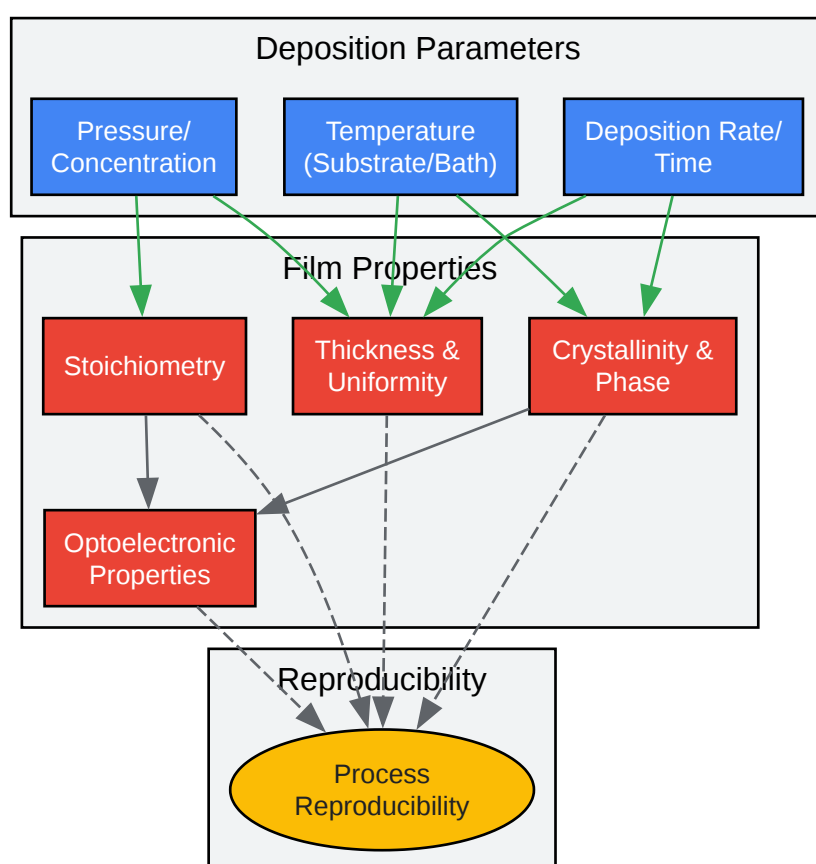 Deposition Parameters
Pressure/
Concentration
Temperature
(Substrate/Bath)
Deposition Rate/
Time
Film Properties
Stoichiometry
Thickness &
Uniformity
Crystallinity &
Phase
Optoelectronic
Properties
Reproducibility
Process
Reproducibility